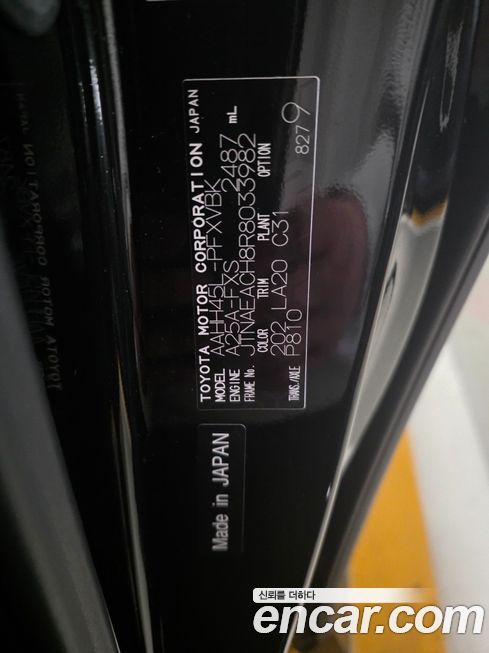 TOYOTA MOTOR CORPORATION JAPAN
MODEL AAHH45L-PFXVBK
ENGINE A25A-FXS 2487 mL
FRAME No. JTNAEACH8R8033982
COLOR TRIM PLANT OPTION
202 LA20 C31
TRANS./AXLE P810 8279
Made in JAPAN
신뢰를 더하다
encar.com